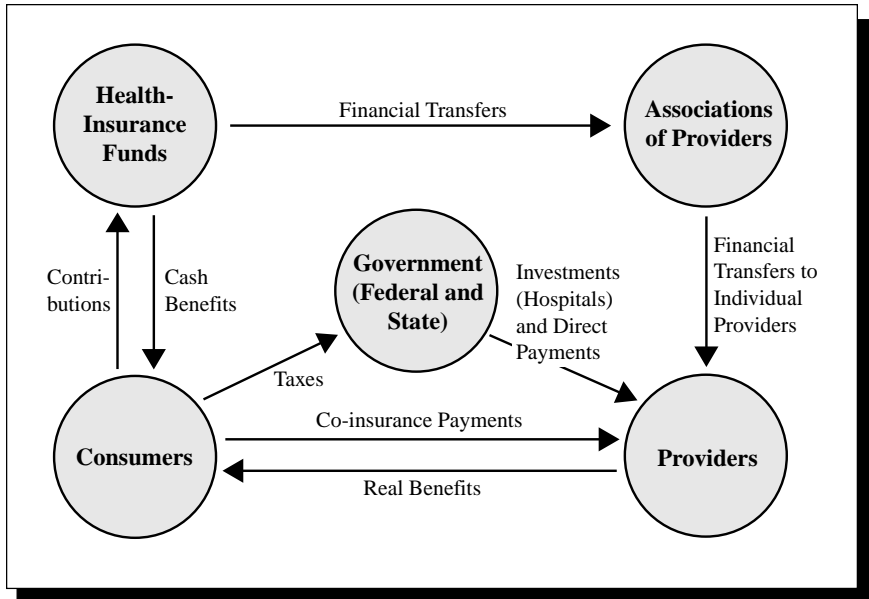 Health-
Insurance
Funds
Financial Transfers
Associations
of Providers
Contri-
butions
Cash
Benefits
Government
(Federal and
State)
Investments
(Hospitals)
and Direct
Payments
Financial
Transfers to
Individual
Providers
Taxes
Consumers
Co-insurance Payments
Real Benefits
Providers